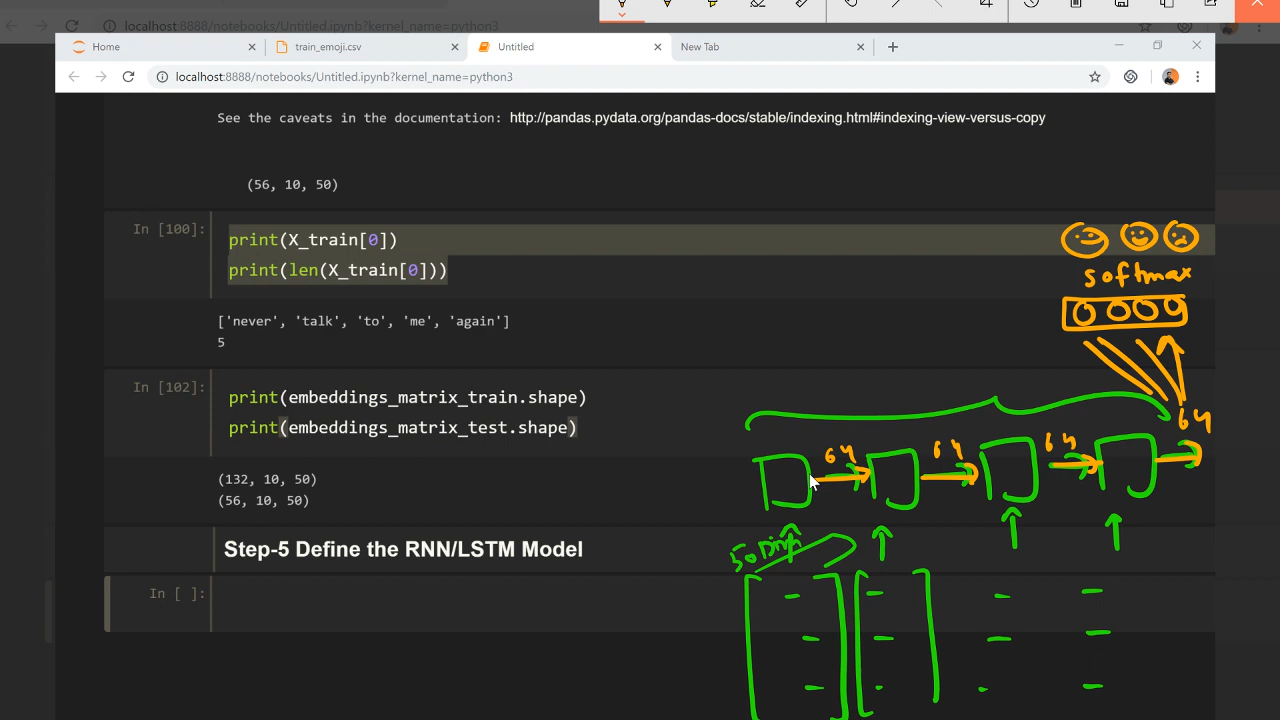 localhost:8888/notebooks/Untitled.ipynb?kernel_name=python3
Home
train_emoji.csv
Untitled
New Tab
localhost:8888/notebooks/Untitled.ipynb?kernel_name=python3
See the caveats in the documentation: http://pandas.pydata.org/pandas-docs/stable/indexing.html#indexing-view-versus-copy
(56, 10, 50)
In [100]:
print(X_train[0])
print(len(X_train[0]))
softmax
['never', 'talk', 'to', 'me', 'again']
5
In [102]:
print(embeddings_matrix_train.shape)
print(embeddings_matrix_test.shape)
64
64
64
64
(132, 10, 50)
(56, 10, 50)
Step-5 Define the RNN/LSTM Model
50 Dim
In [ ]: